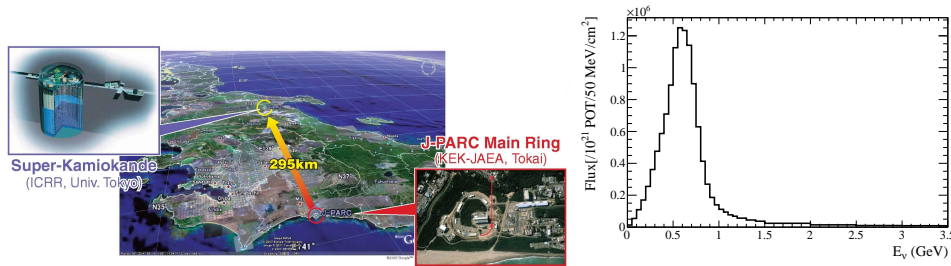 Super-Kamiokande
(ICRR, Univ. Tokyo)
295km
J-PARC Main Ring
(KEK-JAEA, Tokai)
J-PARC
N35°
N37°
Flux[/10²¹ POT/50 MeV/cm²]
×10⁶
1.2
1
0.8
0.6
0.4
0.2
0
0 0.5 1 1.5 2 2.5 3 3.5
Eᵥ (GeV)